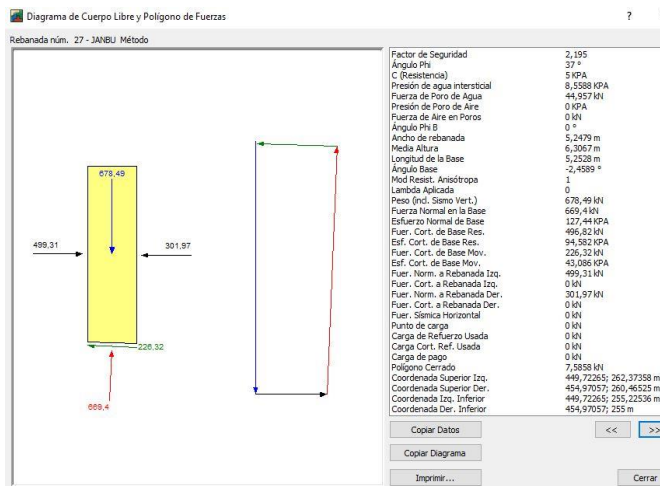 Diagrama de Cuerpo Libre y Polígono de Fuerzas ?
Rebanada núm. 27 - JANBU Método
678,49
499,31
301,97
226,32
669,4
Factor de Seguridad 2,195
Ángulo Phi 37 °
C (Resistencia) 5 KPA
Presión de agua intersticial 8,5588 KPA
Fuerza de Poro de Agua 44,957 kN
Presión de Poro de Aire 0 KPA
Fuerza de Aire en Poros 0 kN
Ángulo Phi B 0 °
Ancho de rebanada 5,2479 m
Media Altura 6,3067 m
Longitud de la Base 5,2528 m
Ángulo Base -2,4589 °
Mod Resist. Anisótropa 1
Lambda Aplicada 0
Peso (incl. Sismo Vert.) 678,49 kN
Fuerza Normal en la Base 669,4 kN
Esfuerzo Normal de Base 127,44 KPA
Fuer. Cort. de Base Res. 496,82 kN
Esf. Cort. de Base Res. 94,582 KPA
Fuer. Cort. de Base Mov. 226,32 kN
Esf. Cort. de Base Mov. 43,086 KPA
Fuer. Norm. a Rebanada Izq. 499,31 kN
Fuer. Cort. a Rebanada Izq. 0 kN
Fuer. Norm. a Rebanada Der. 301,97 kN
Fuer. Cort. a Rebanada Der. 0 kN
Fuer. Sísmica Horizontal 0 kN
Punto de carga 0 kN
Carga de Refuerzo Usada 0 kN
Carga Cort. Ref. Usada 0 kN
Carga de pago 0 kN
Polígono Cerrado 7,5858 kN
Coordenada Superior Izq. 449,72265; 262,37358 m
Coordenada Superior Der. 454,97057; 260,46525 m
Coordenada Izq. Inferior 449,72265; 255,22536 m
Coordenada Der. Inferior 454,97057; 255 m
Copiar Datos << >>
Copiar Diagrama
Imprimir... Cerrar